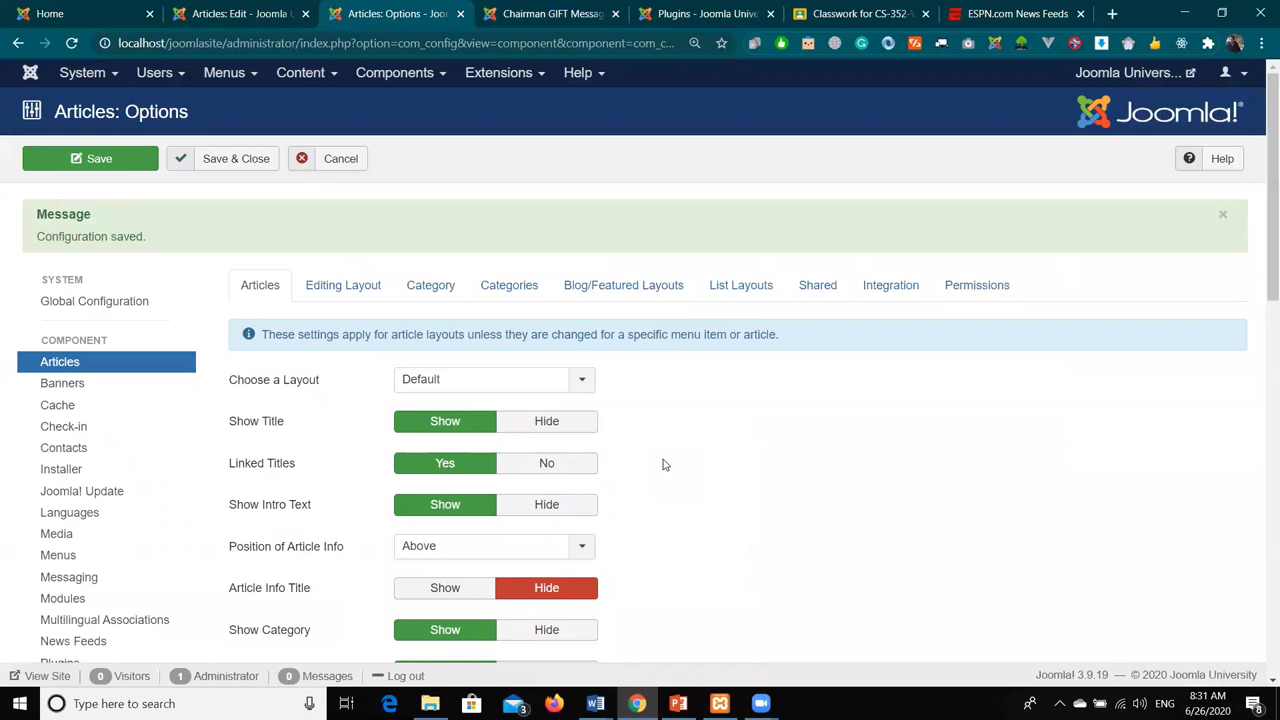 Home
Articles: Edit - Joomla U
Articles: Options - Joo
Chairman GIFT Messag
Plugins - Joomla Unive
Classwork for CS-352-V
ESPN.com News Feeds
localhost/joomlasite/administrator/index.php?option=com_config&view=component&component=com_c...
System Users Menus Content Components Extensions Help
Joomla Univers...
Articles: Options
Joomla!®
Save
Save & Close
Cancel
Help
Message
Configuration saved.
×
SYSTEM
Global Configuration
COMPONENT
Articles
Banners
Cache
Check-in
Contacts
Installer
Joomla! Update
Languages
Media
Menus
Messaging
Modules
Multilingual Associations
News Feeds
Plugins
Articles Editing Layout Category Categories Blog/Featured Layouts List Layouts Shared Integration Permissions
These settings apply for article layouts unless they are changed for a specific menu item or article.
Choose a Layout Default
Show Title Show Hide
Linked Titles Yes No
Show Intro Text Show Hide
Position of Article Info Above
Article Info Title Show Hide
Show Category Show Hide
View Site 0 Visitors 1 Administrator 0 Messages Log out
Joomla! 3.9.19 — © 2020 Joomla University
Type here to search
3
ENG
8:31 AM
6/26/2020
8